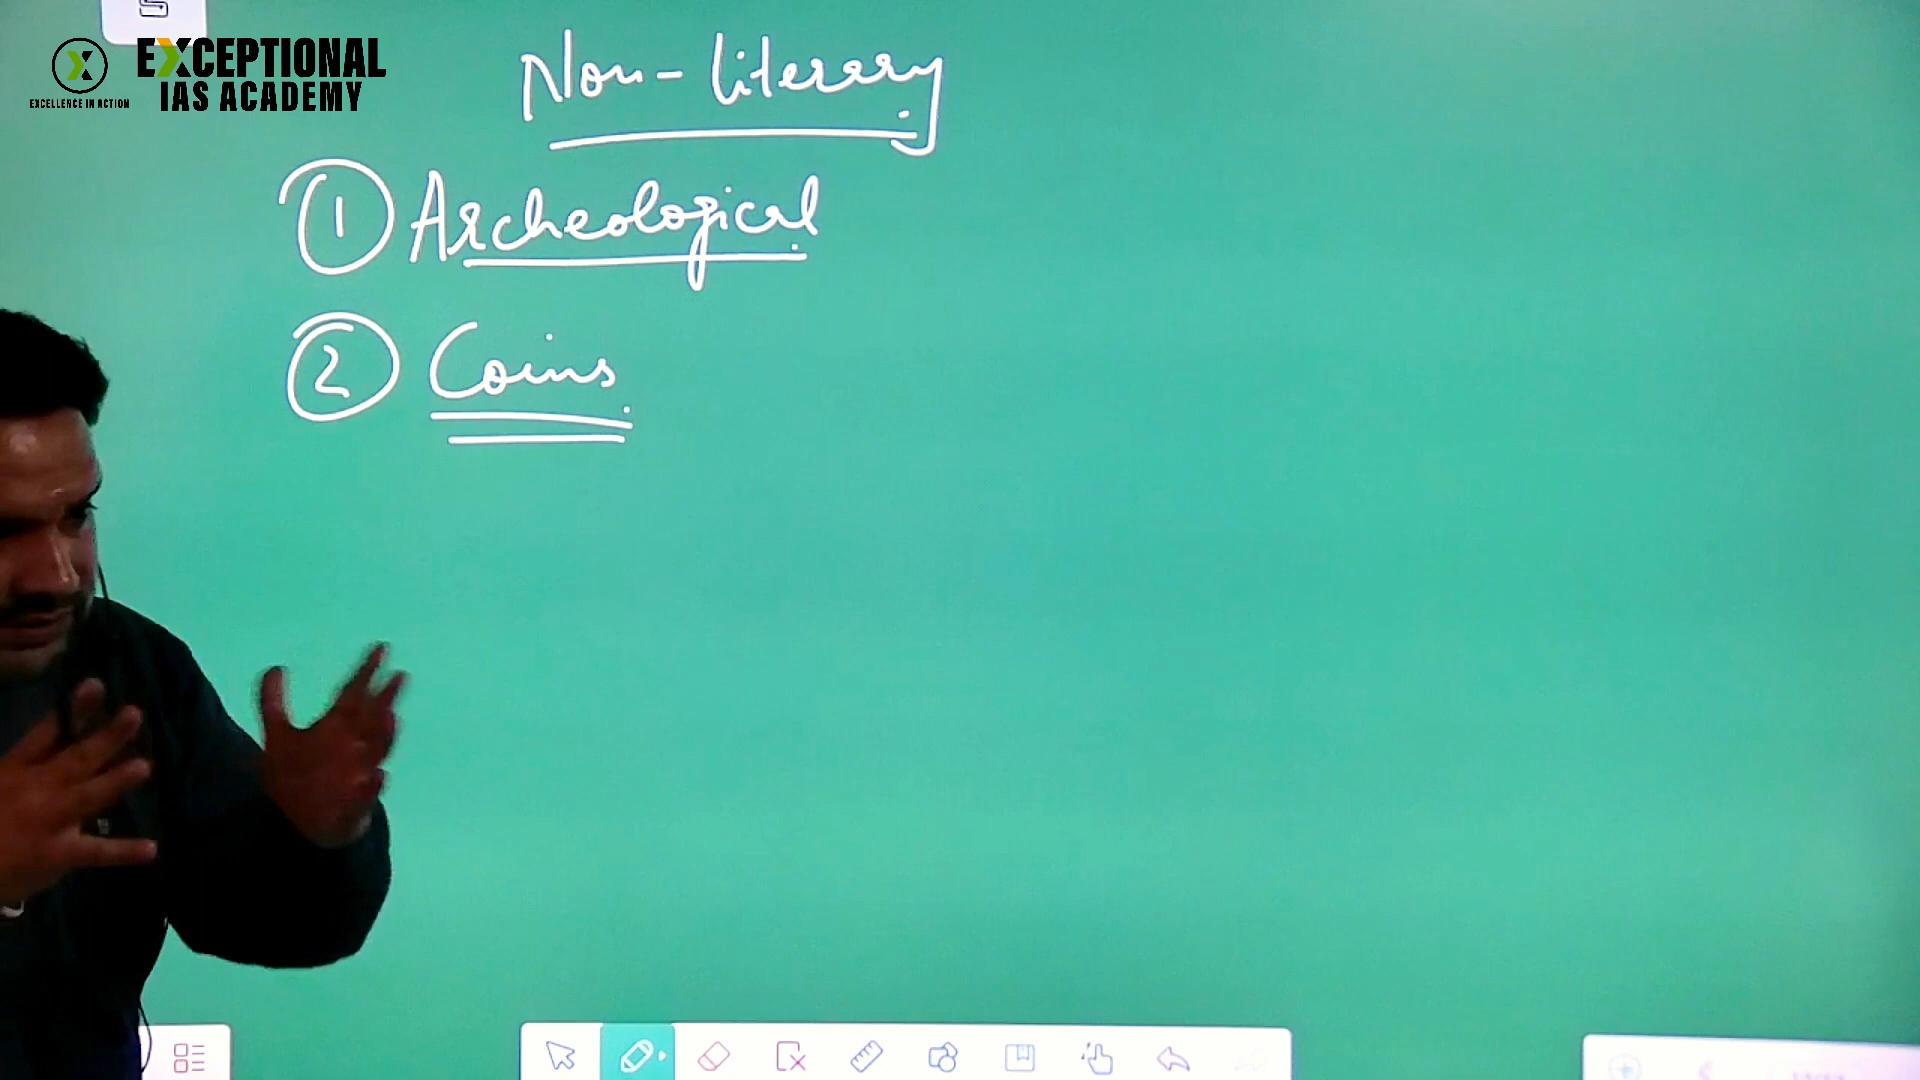 EXCEPTIONAL
IAS ACADEMY
EXCELLENCE IN ACTION
Non-Literary
① Archeological
② Coins